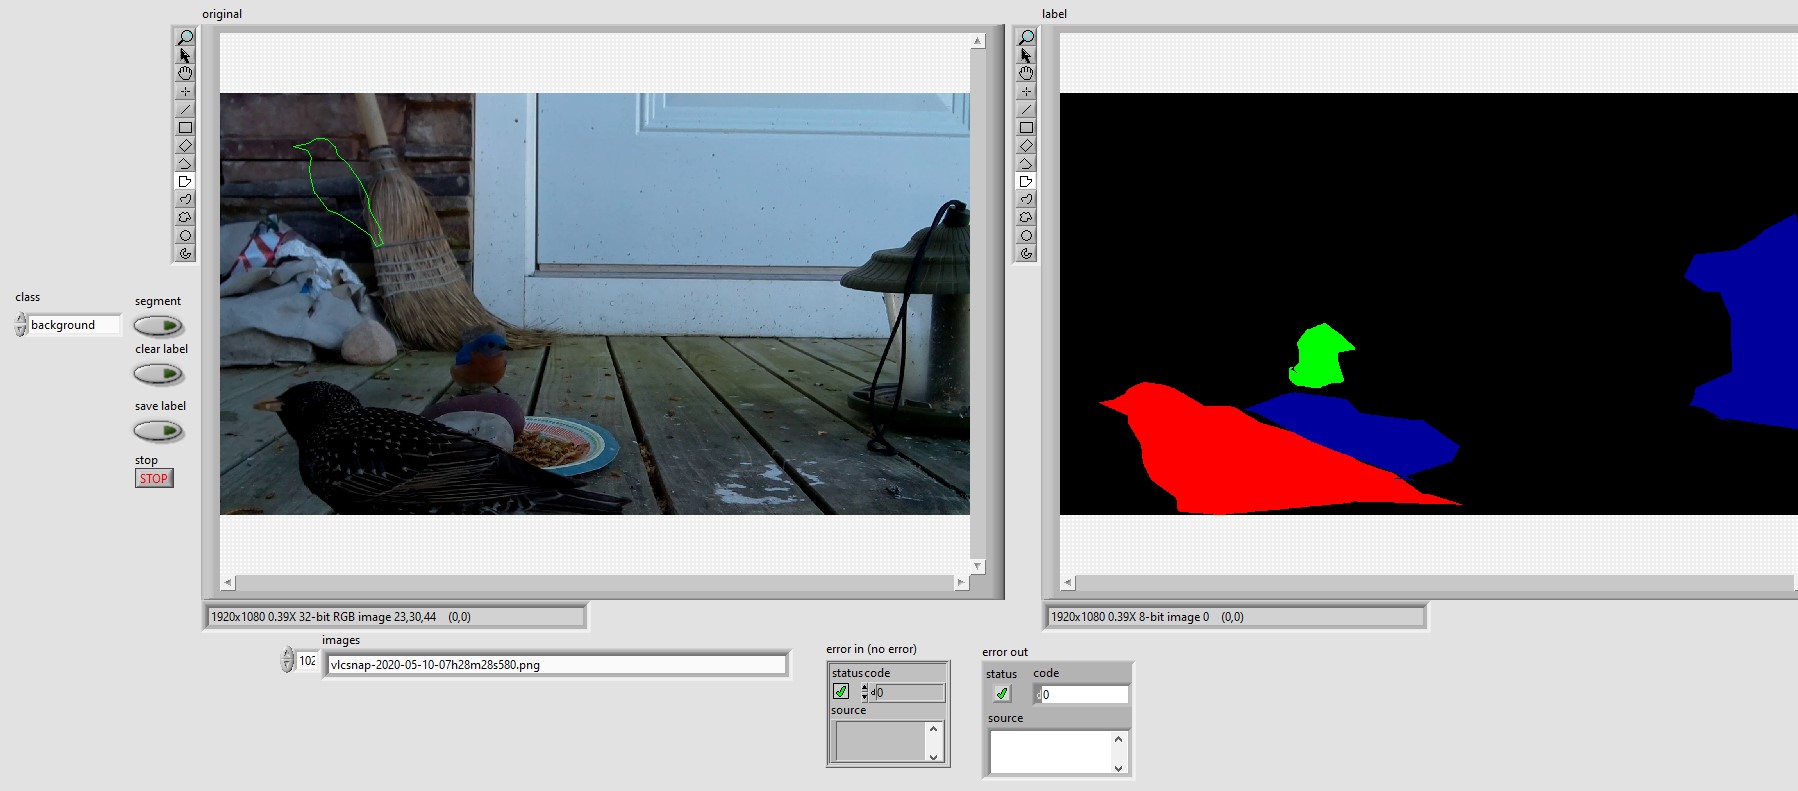 original
label
class
background
segment
clear label
save label
stop
STOP
1920x1080 0.39X 32-bit RGB image 23,30,44 (0,0)
1920x1080 0.39X 8-bit image 0 (0,0)
images
102
vlcsnap-2020-05-10-07h28m28s580.png
error in (no error)
status code
d0
source
error out
status code
d0
source